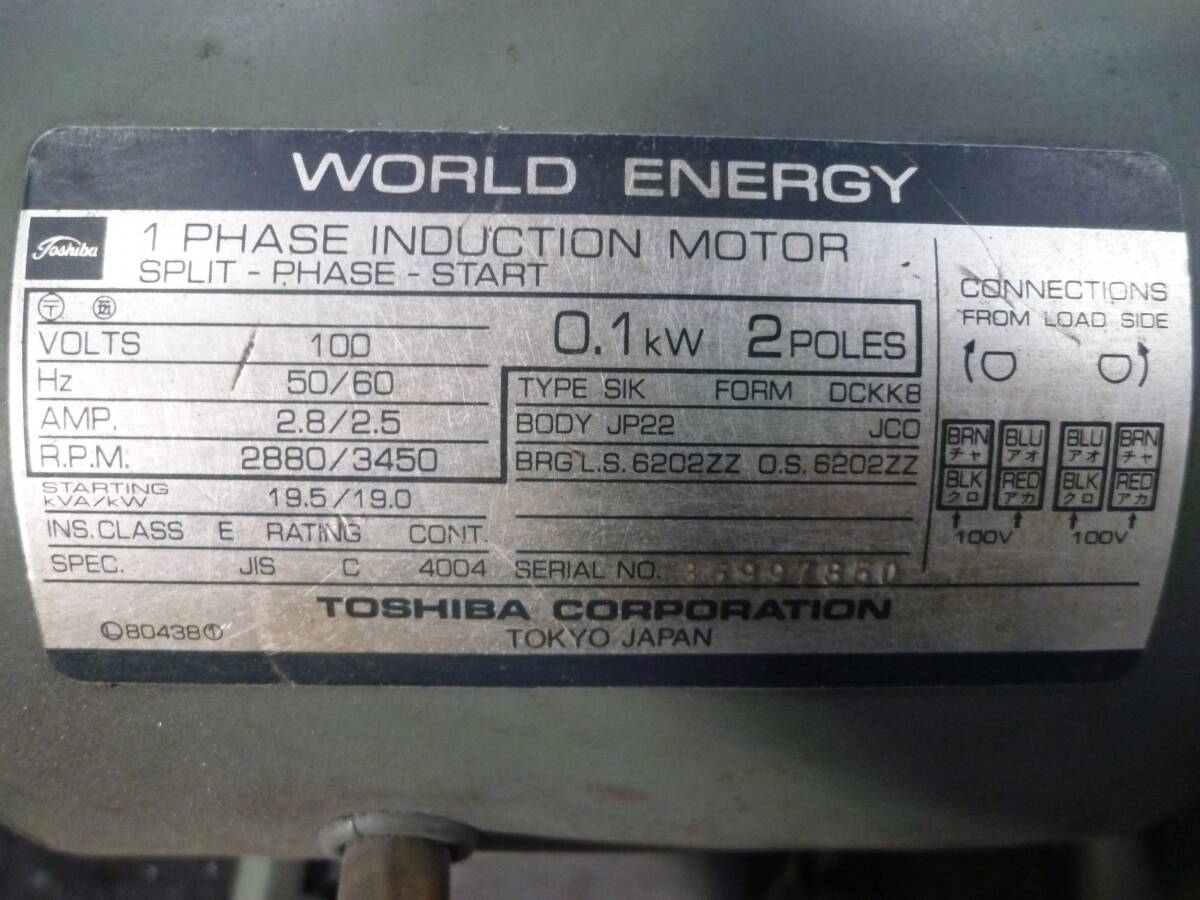 WORLD ENERGY
Toshiba
1 PHASE INDUCTION MOTOR
SPLIT-PHASE-START
〒
VOLTS 100
0.1kW 2POLES
Hz 50/60
TYPE SIK FORM DCKK8
AMP. 2.8/2.5
BODY JP22 JC0
R.P.M. 2880/3450
BRG L.S. 6202ZZ O.S. 6202ZZ
STARTING
kVA/kW 19.5/19.0
INS.CLASS E RATING CONT.
SPEC. JIS C 4004 SERIAL NO.
CONNECTIONS
FROM LOAD SIDE
BRN BLU BLU BRN
チャ アオ アオ チャ
BLK RED BLK RED
クロ アカ クロ アカ
100V 100V
TOSHIBA CORPORATION
Ⓛ80438①
TOKYO JAPAN